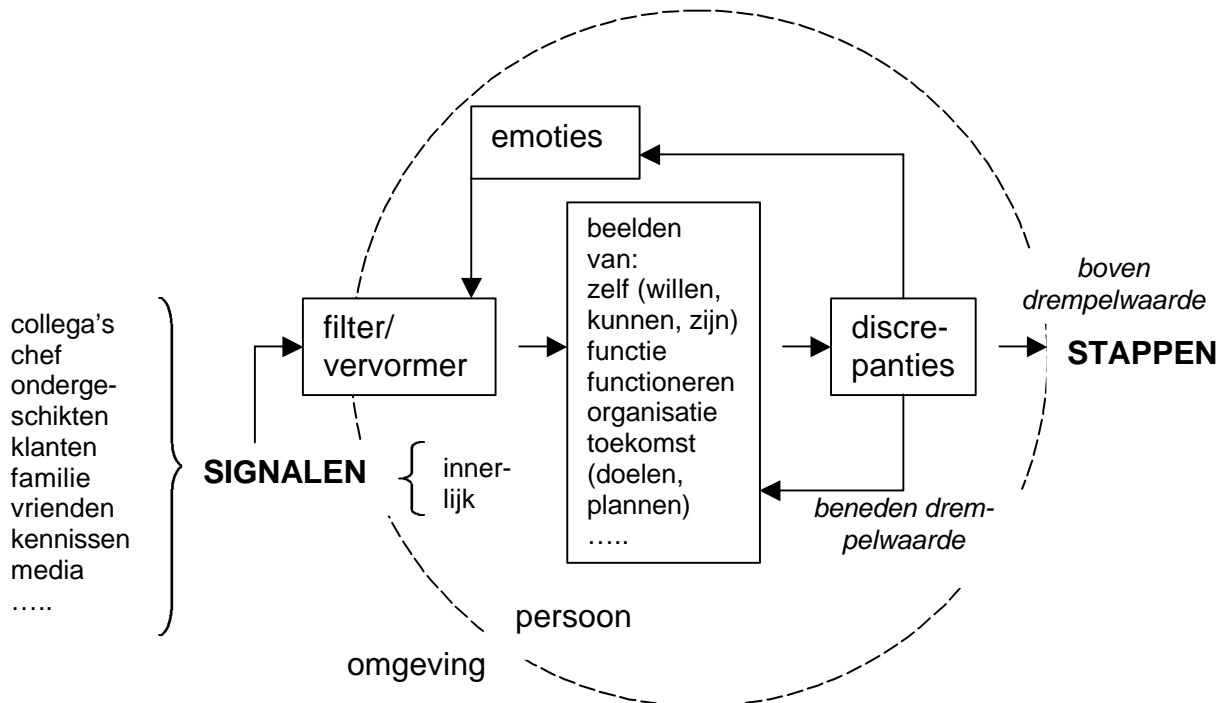 emoties
beelden
van:
zelf (willen,
kunnen, zijn)
functie
functioneren
organisatie
toekomst
(doelen,
plannen)
…..
boven
drempelwaarde
collega's
chef
onderge-
schikten
klanten
familie
vrienden
kennissen
media
…..
filter/
vervormer
discre-
panties
STAPPEN
SIGNALEN
inner-
lijk
beneden drem-
pelwaarde
persoon
omgeving